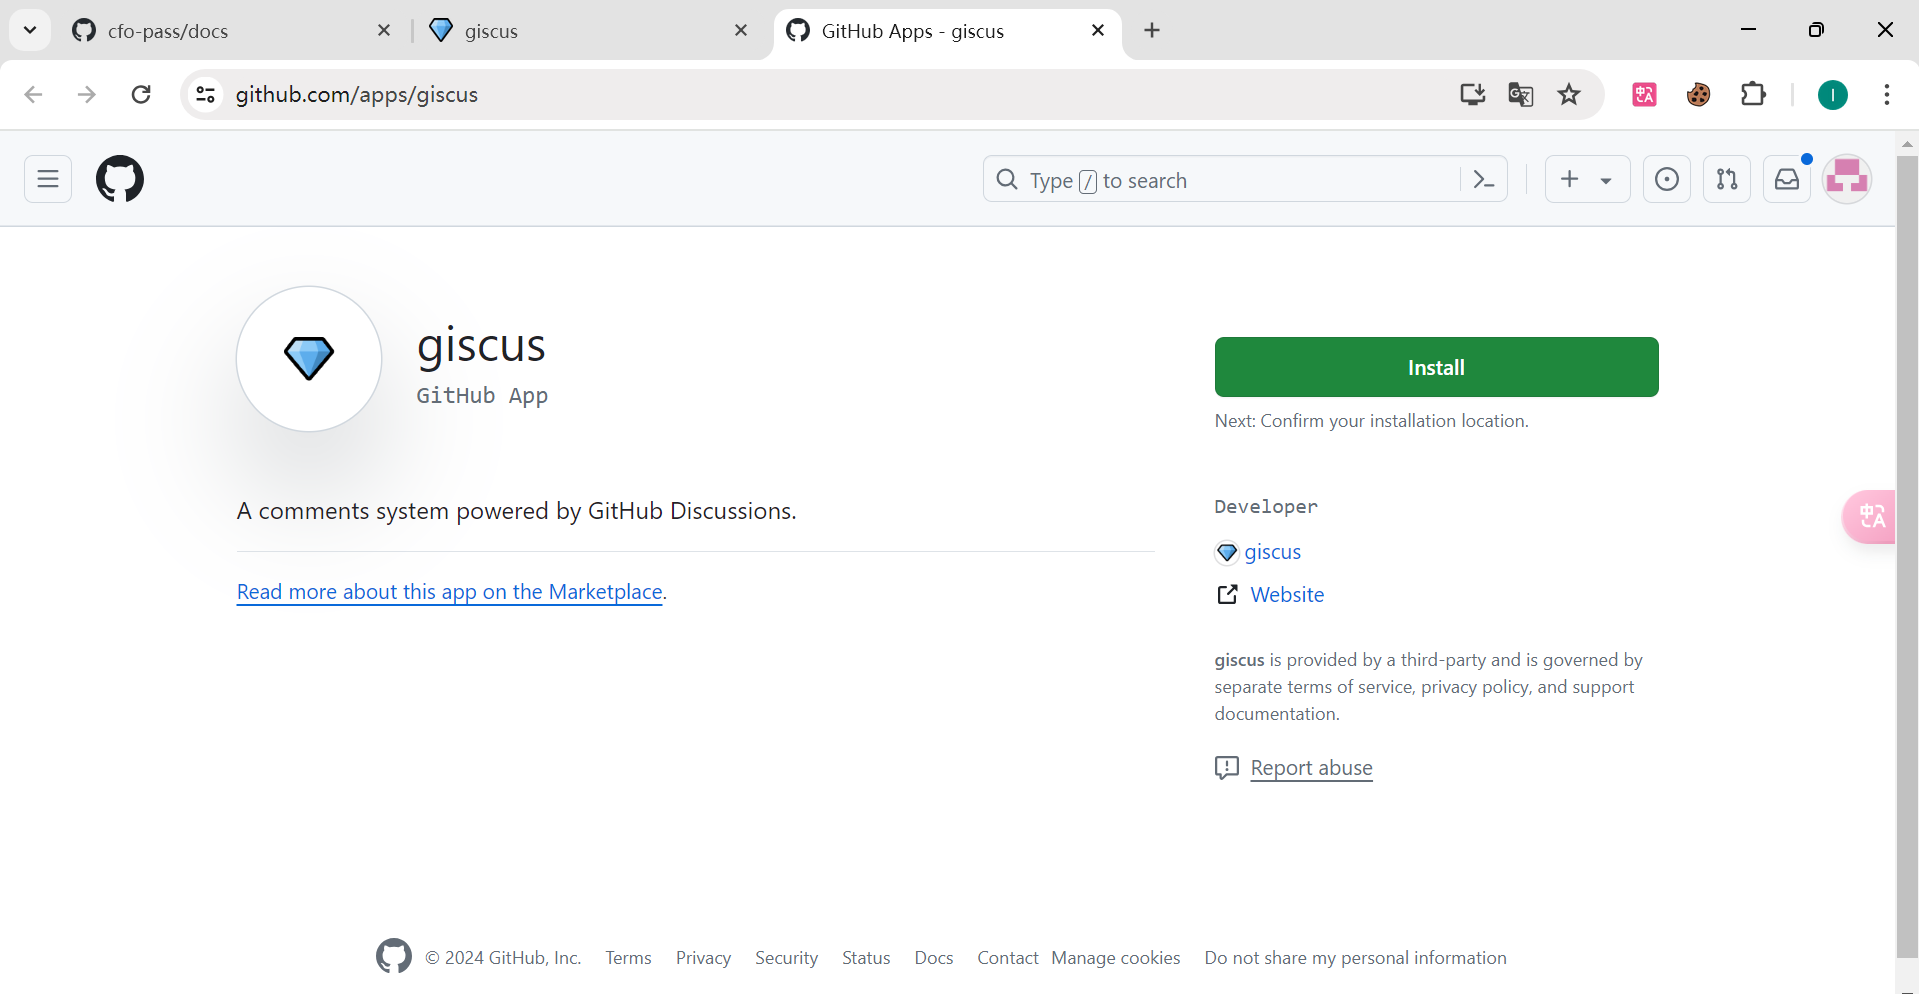 cfo-pass/docs
giscus
GitHub Apps - giscus
github.com/apps/giscus
I
Type / to search
giscus
GitHub App
Install
Next: Confirm your installation location.
A comments system powered by GitHub Discussions.
Read more about this app on the Marketplace.
Developer
giscus
Website
giscus is provided by a third-party and is governed by
separate terms of service, privacy policy, and support
documentation.
Report abuse
© 2024 GitHub, Inc. Terms Privacy Security Status Docs Contact Manage cookies Do not share my personal information